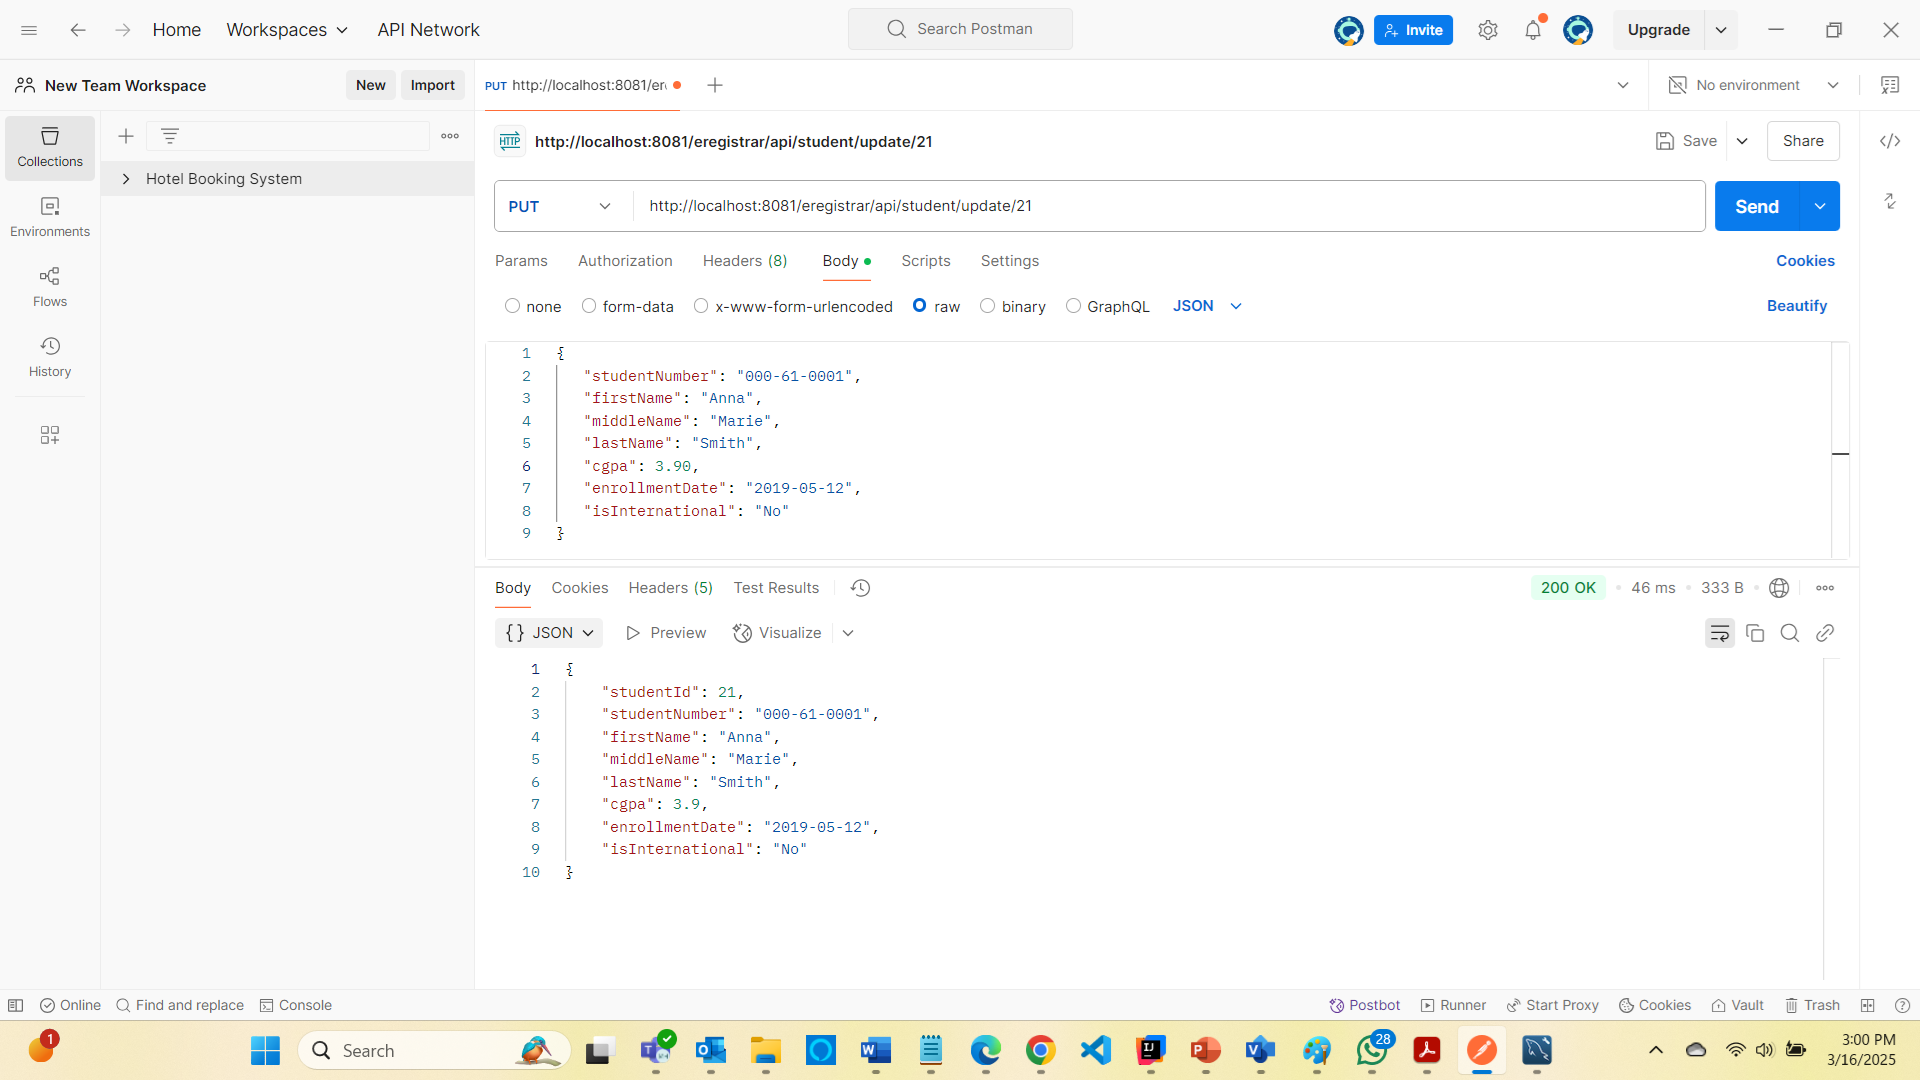 Home
Workspaces
API Network
Search Postman
Invite
Upgrade
New Team Workspace
New
Import
PUT http://localhost:8081/er
No environment
Collections
Environments
Flows
History
Hotel Booking System
HTTP http://localhost:8081/eregistrar/api/student/update/21
Save
Share
PUT
http://localhost:8081/eregistrar/api/student/update/21
Send
Params
Authorization
Headers (8)
Body
Scripts
Settings
Cookies
none
form-data
x-www-form-urlencoded
raw
binary
GraphQL
JSON
Beautify
1 {
2 "studentNumber": "000-61-0001",
3 "firstName": "Anna",
4 "middleName": "Marie",
5 "lastName": "Smith",
6 "cgpa": 3.90,
7 "enrollmentDate": "2019-05-12",
8 "isInternational": "No"
9 }
Body
Cookies
Headers (5)
Test Results
200 OK
46 ms
333 B
{} JSON
Preview
Visualize
1 {
2 "studentId": 21,
3 "studentNumber": "000-61-0001",
4 "firstName": "Anna",
5 "middleName": "Marie",
6 "lastName": "Smith",
7 "cgpa": 3.9,
8 "enrollmentDate": "2019-05-12",
9 "isInternational": "No"
10 }
Online
Find and replace
Console
Postbot
Runner
Start Proxy
Cookies
Vault
Trash
1
Search
28
3:00 PM
3/16/2025